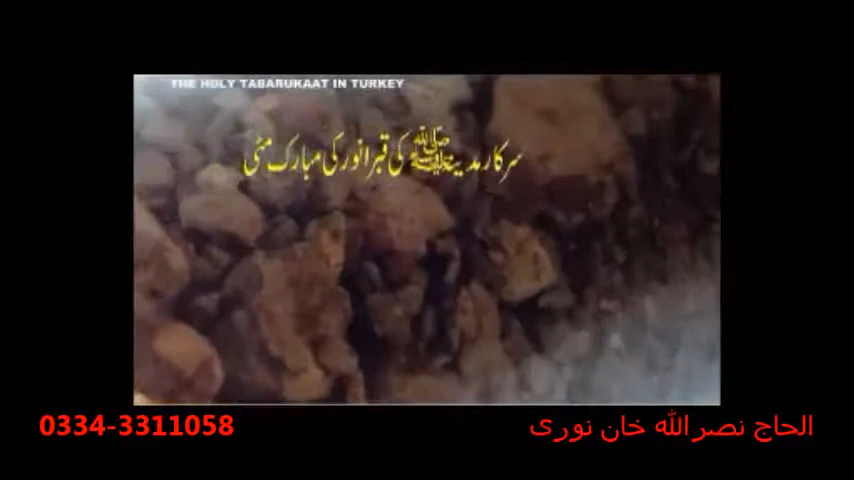 THE HOLY TABARUKAAT IN TURKEY
سرکار مدینہ ﷺ کی قبر انور کی مبارک مٹی
0334-3311058
الحاج نصراللہ خان نوری